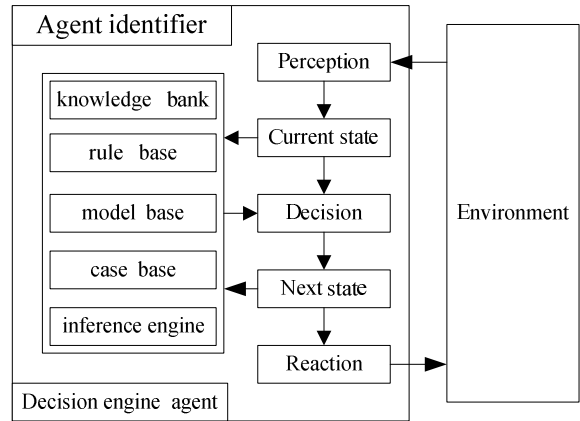 Agent identifier
Perception
knowledge bank
Current state
rule base
model base
Decision
Environment
case base
Next state
inference engine
Reaction
Decision engine agent